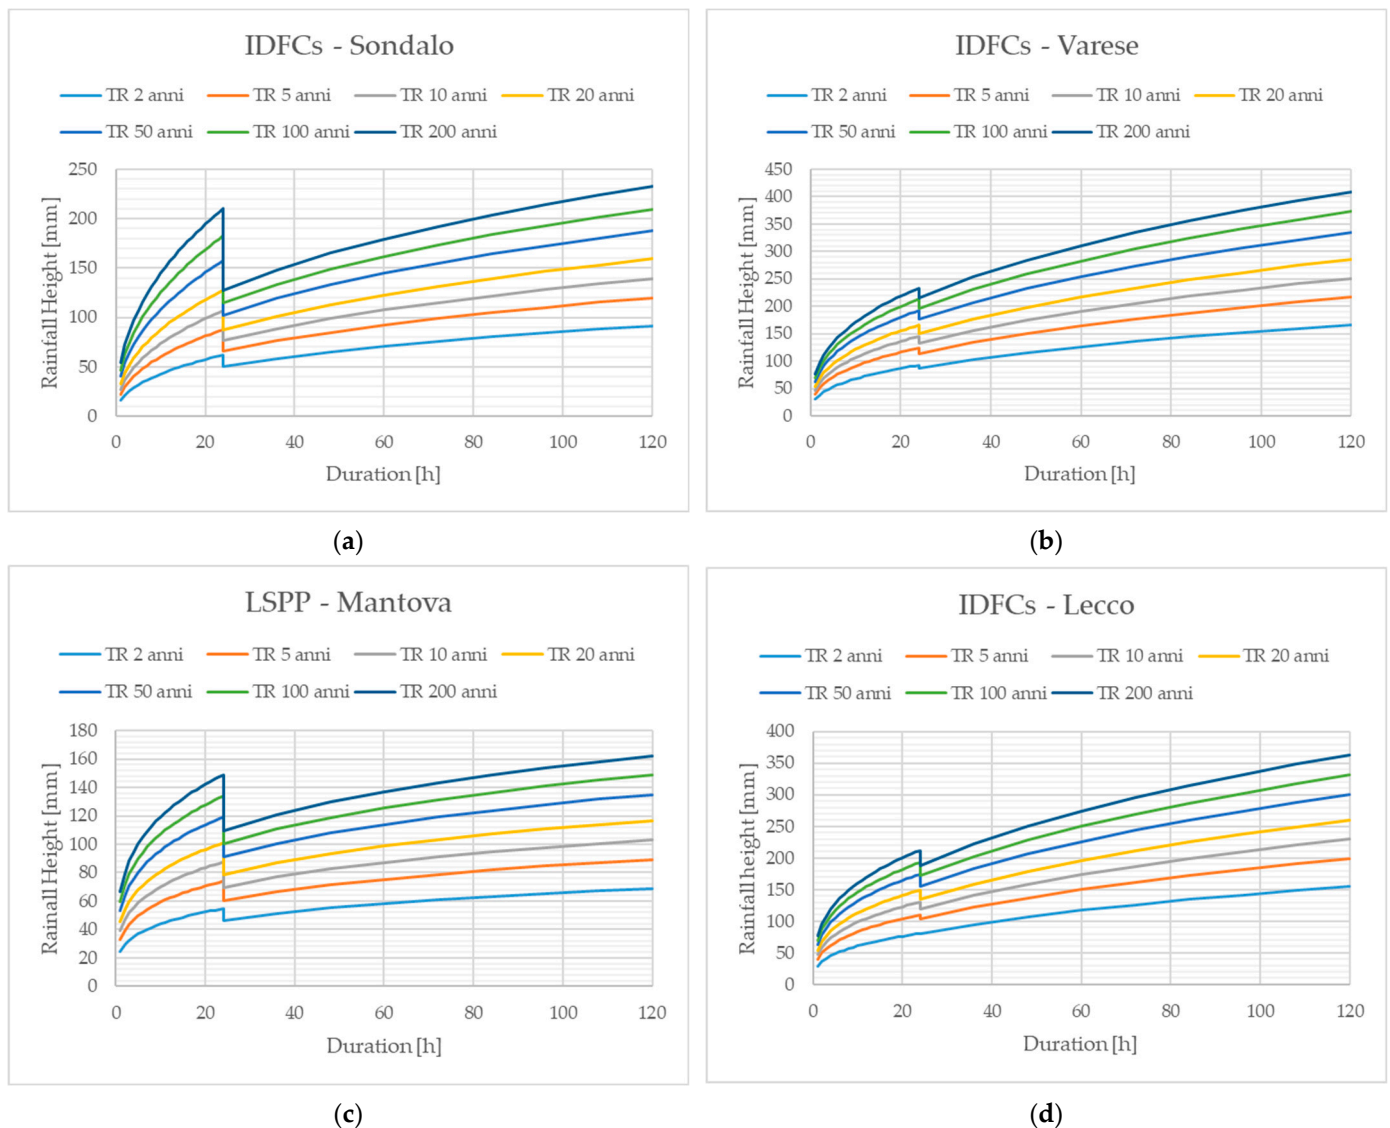 IDFCs - Sondalo
TR 2 anni TR 5 anni TR 10 anni TR 20 anni
TR 50 anni TR 100 anni TR 200 anni
250
200
150
100
50
0
Rainfall Height [mm]
0 20 40 60 80 100 120
Duration [h]
(a)
IDFCs - Varese
TR 2 anni TR 5 anni TR 10 anni TR 20 anni
TR 50 anni TR 100 anni TR 200 anni
450
400
350
300
250
200
150
100
50
0
Rainfall Height [mm]
0 20 40 60 80 100 120
Duration [h]
(b)
LSPP - Mantova
TR 2 anni TR 5 anni TR 10 anni TR 20 anni
TR 50 anni TR 100 anni TR 200 anni
180
160
140
120
100
80
60
40
20
0
Rainall Height [mm]
0 20 40 60 80 100 120
Duration [h]
(c)
IDFCs - Lecco
TR 2 anni TR 5 anni TR 10 anni TR 20 anni
TR 50 anni TR 100 anni TR 200 anni
400
350
300
250
200
150
100
50
0
Rainfall height [mm]
0 20 40 60 80 100 120
Duration [h]
(d)